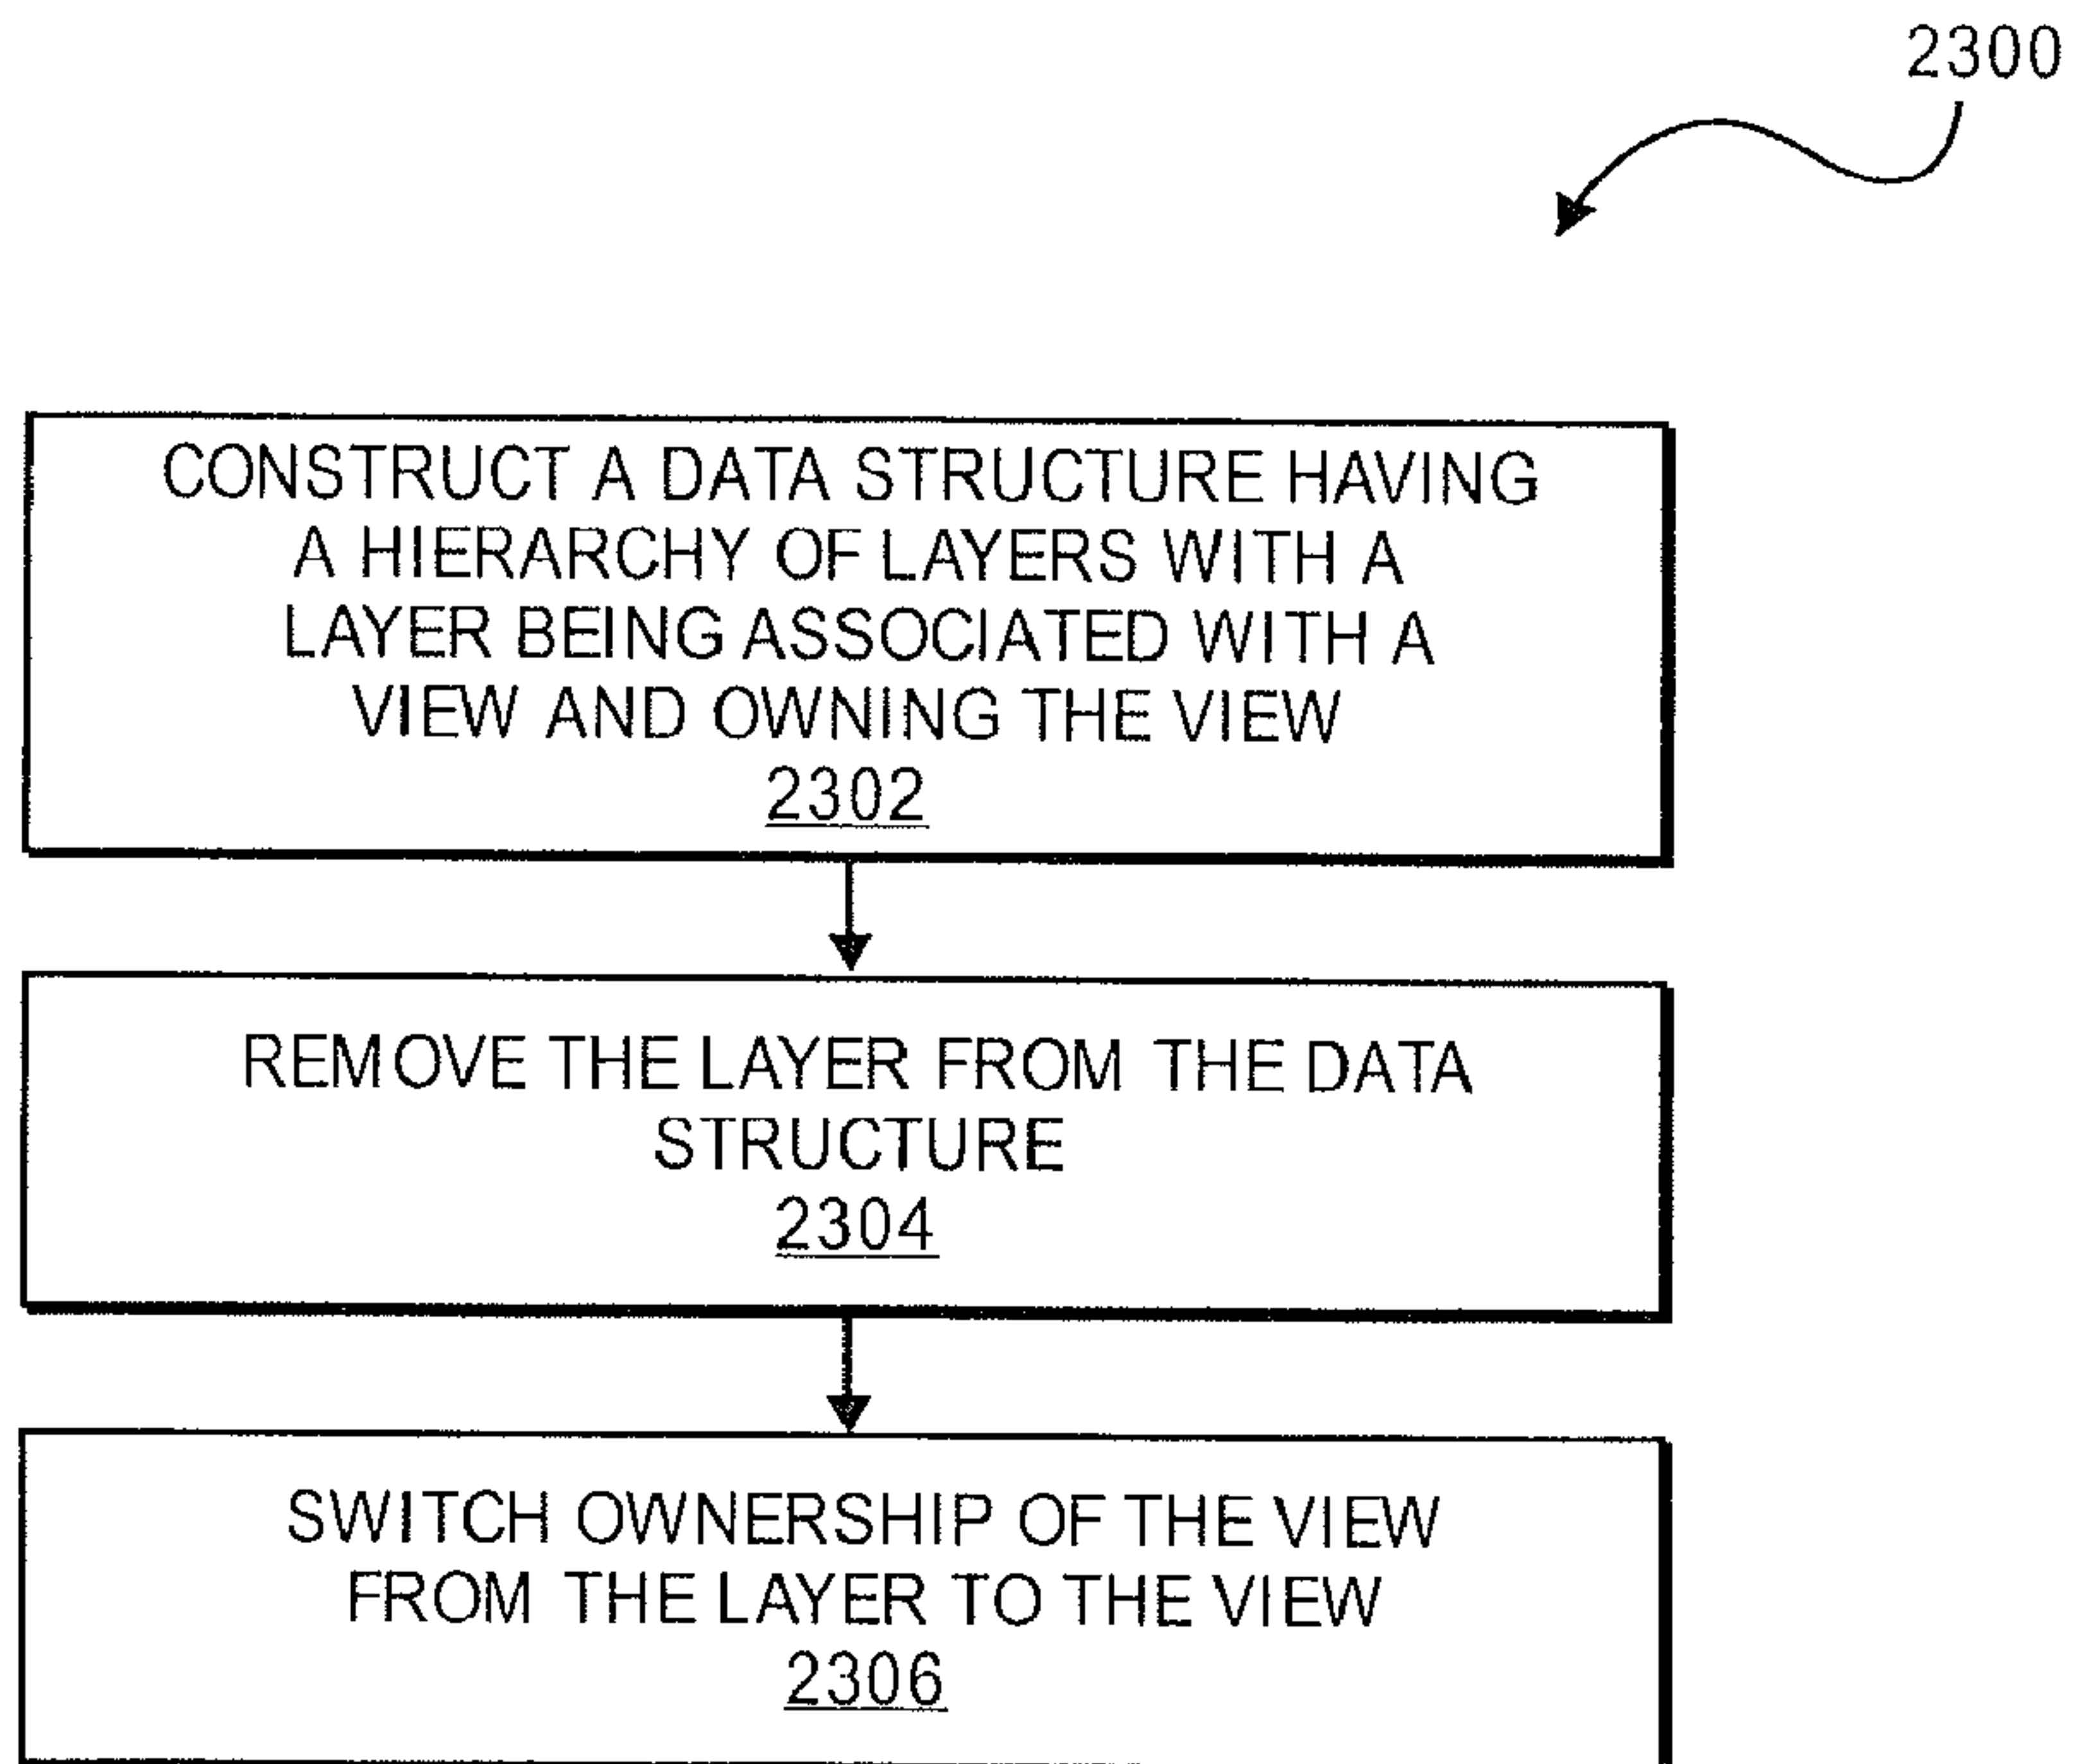 2300
CONSTRUCT A DATA STRUCTURE HAVING
A HIERARCHY OF LAYERS WITH A
LAYER BEING ASSOCIATED WITH A
VIEW AND OWNING THE VIEW
2302
REMOVE THE LAYER FROM THE DATA
STRUCTURE
2304
SWITCH OWNERSHIP OF THE VIEW
FROM THE LAYER TO THE VIEW
2306